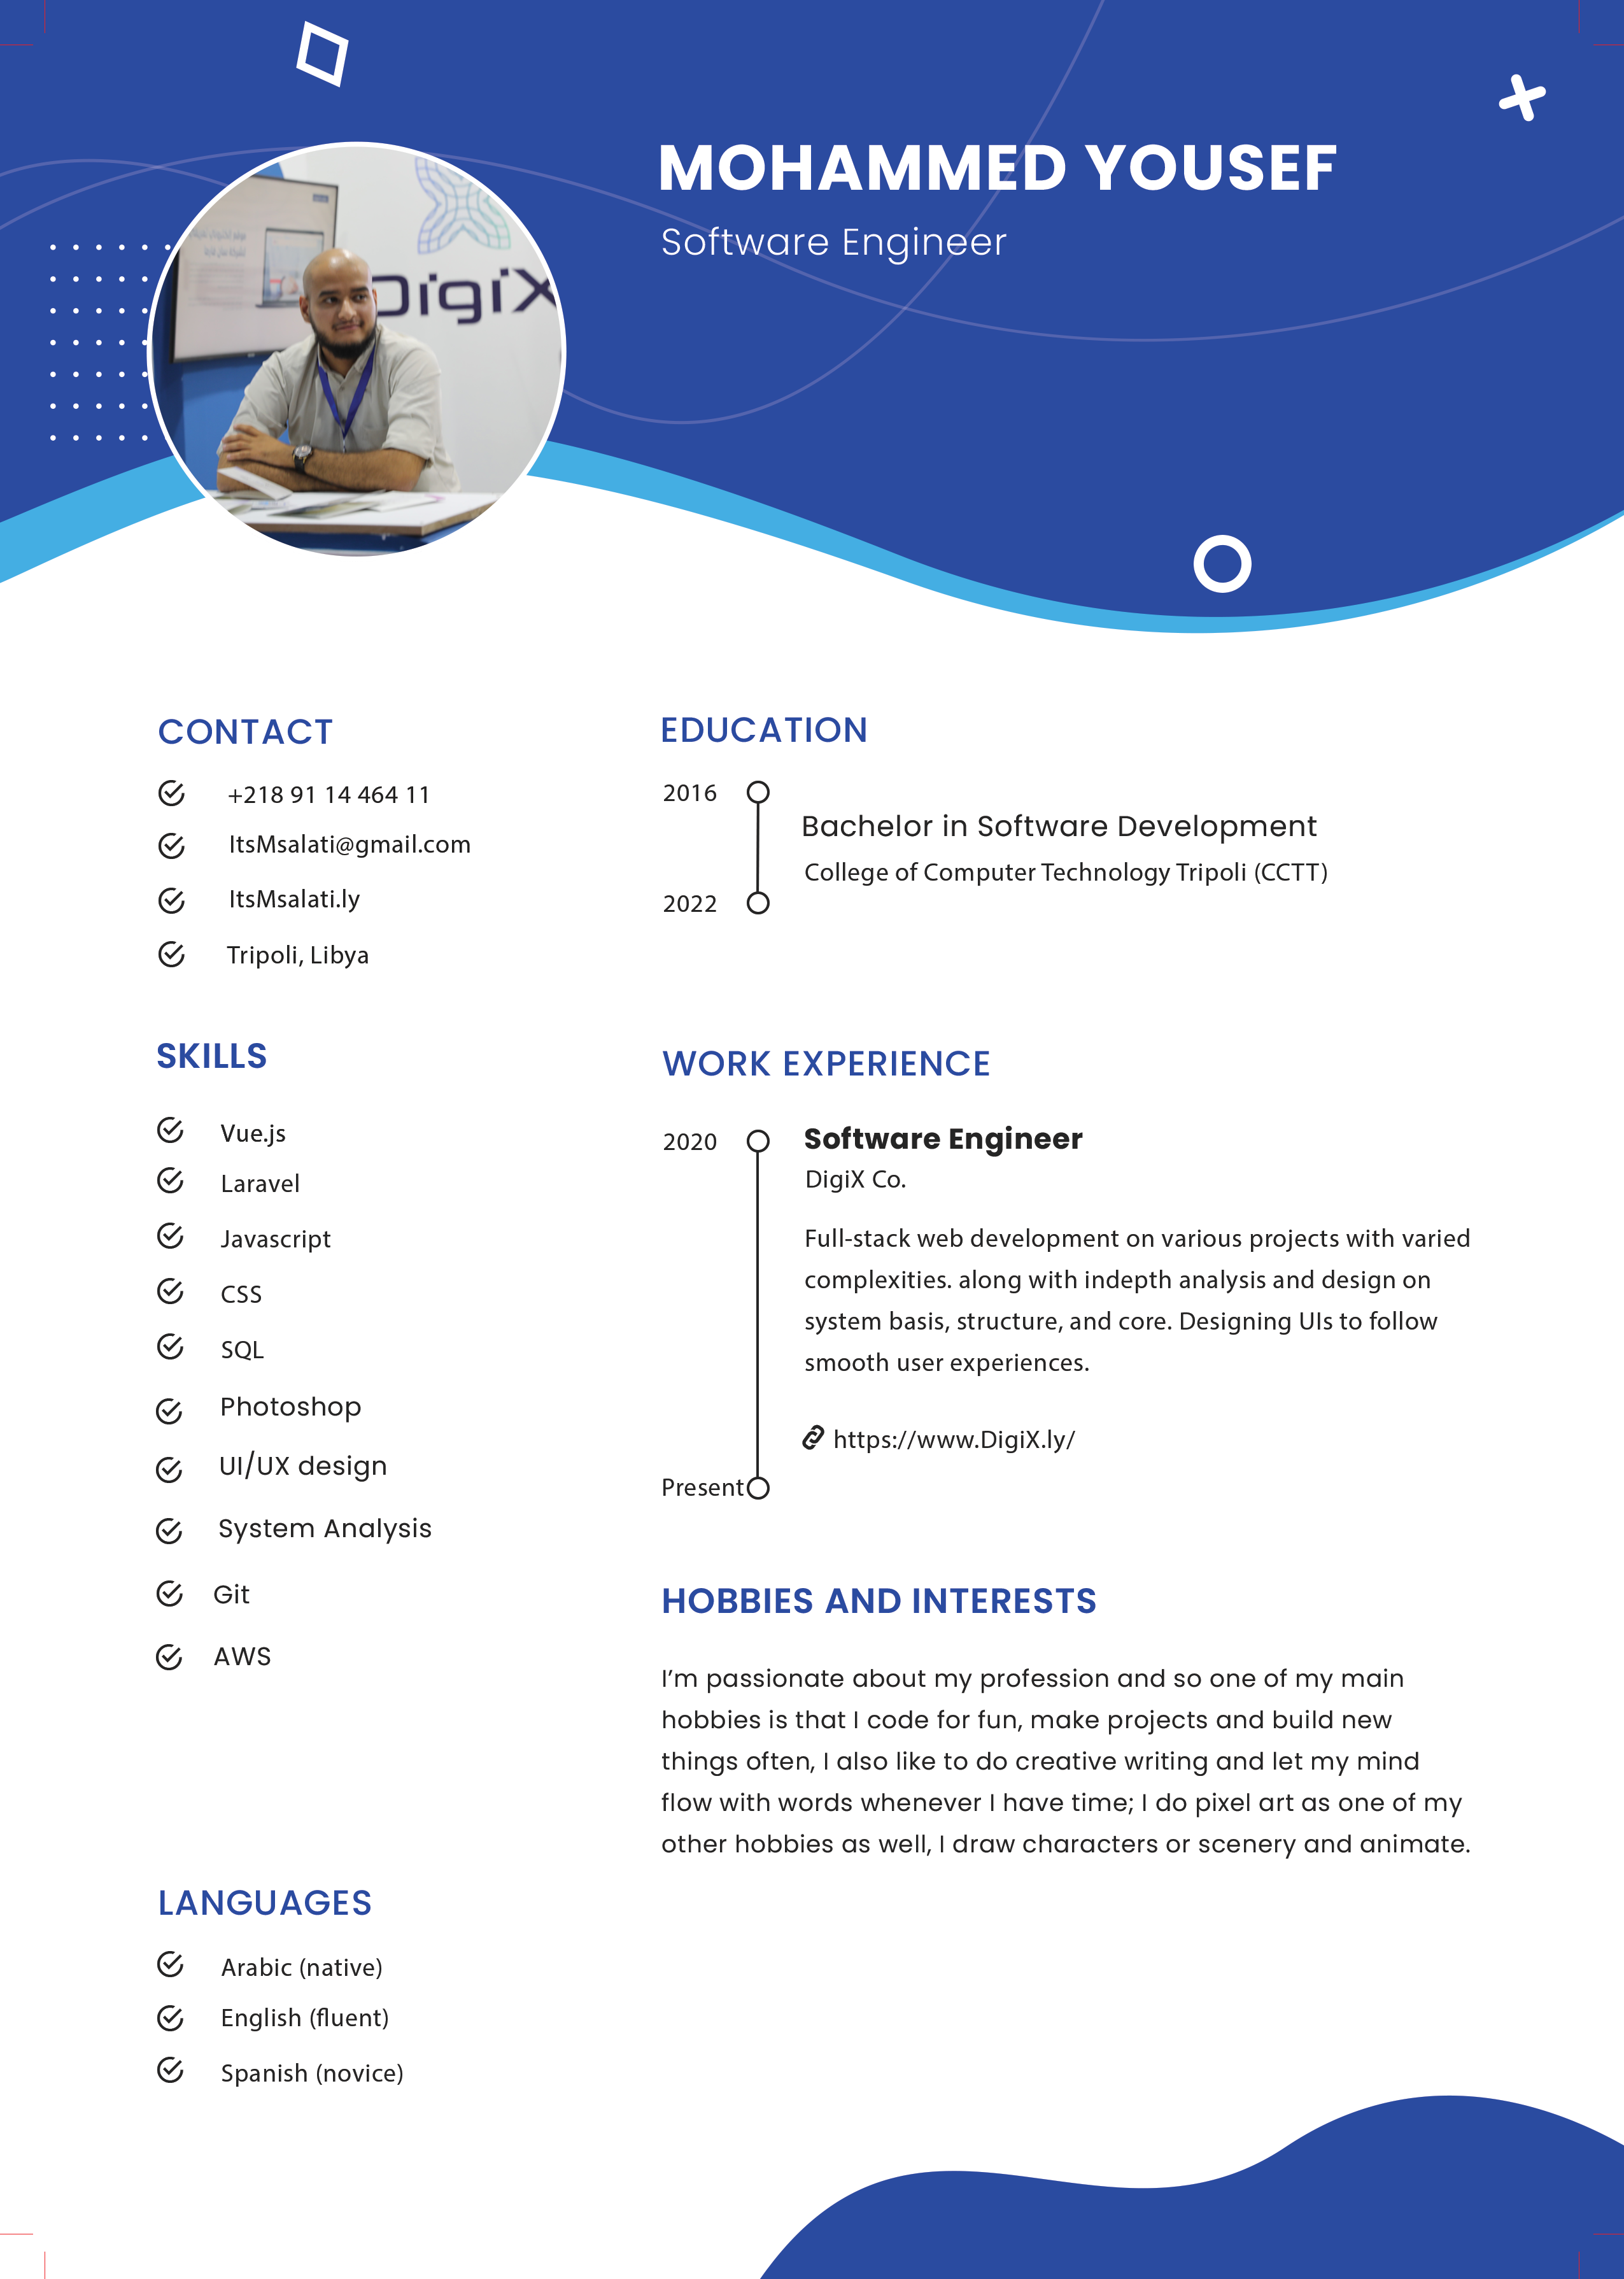 MOHAMMED YOUSEF
Software Engineer
DigiX
CONTACT
+218 91 14 464 11
ItsMsalati@gmail.com
ItsMsalati.ly
Tripoli, Libya
SKILLS
Vue.js
Laravel
Javascript
CSS
SQL
Photoshop
UI/UX design
System Analysis
Git
AWS
LANGUAGES
Arabic (native)
English (fluent)
Spanish (novice)
EDUCATION
2016
Bachelor in Software Development
College of Computer Technology Tripoli (CCTT)
2022
WORK EXPERIENCE
2020
Software Engineer
DigiX Co.
Full-stack web development on various projects with varied
complexities. along with indepth analysis and design on
system basis, structure, and core. Designing UIs to follow
smooth user experiences.
https://www.DigiX.ly/
Present
HOBBIES AND INTERESTS
I’m passionate about my profession and so one of my main
hobbies is that I code for fun, make projects and build new
things often, I also like to do creative writing and let my mind
flow with words whenever I have time; I do pixel art as one of my
other hobbies as well, I draw characters or scenery and animate.